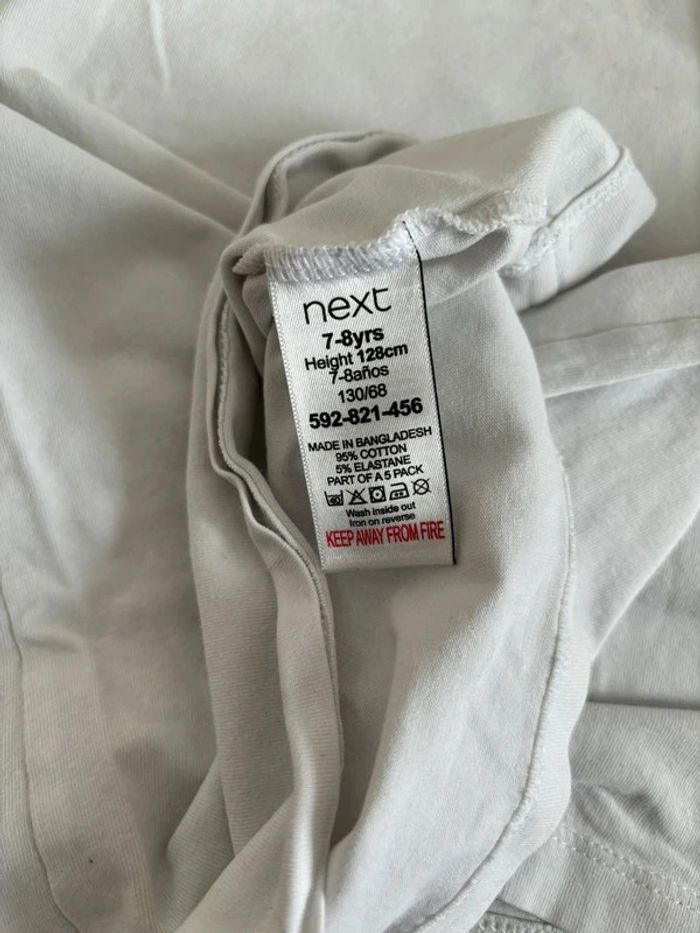 next
7-8yrs
Height 128cm
7-8años
130/68
592-821-456
MADE IN BANGLADESH
95% COTTON
5% ELASTANE
PART OF A 5 PACK
40
Wash inside out
Iron on reverse
KEEP AWAY FROM FIRE